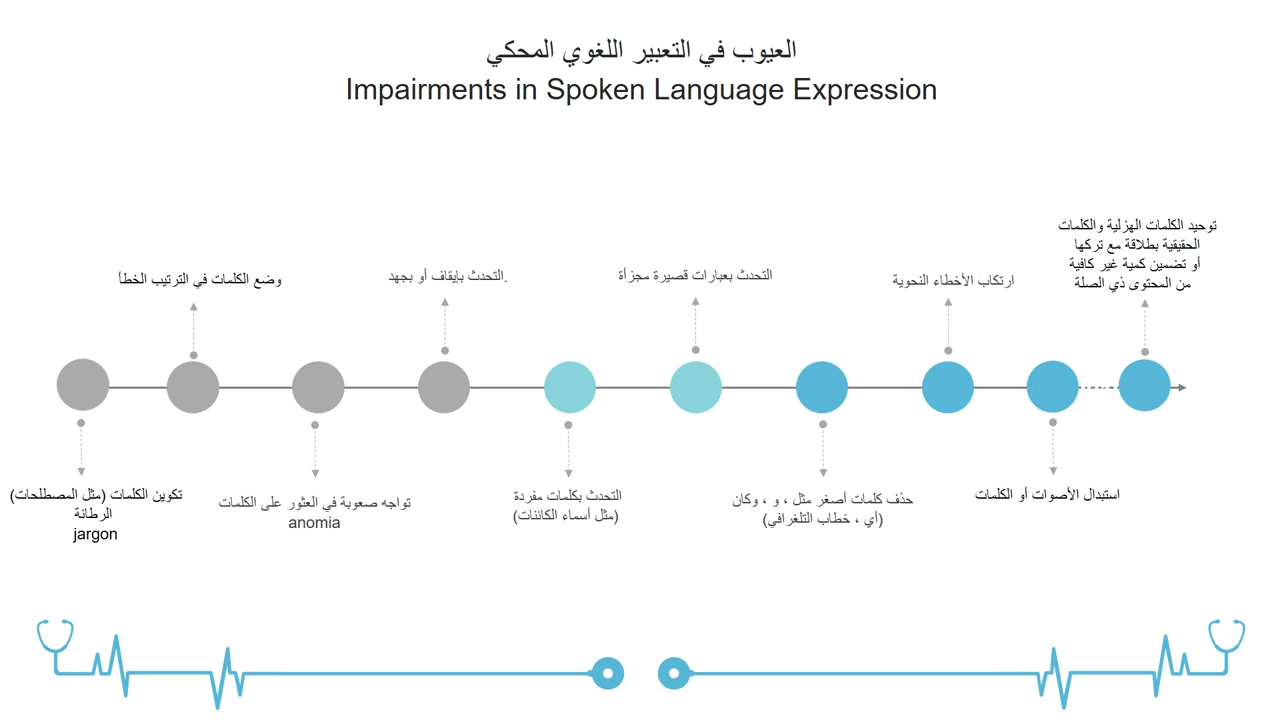 العيوب في التعبير اللغوي المحكي
Impairments in Spoken Language Expression
توحيد الكلمات الهزلية والكلمات
الحقيقية بطلاقة مع تركها
أو تضمين كمية غير كافية
من المحتوى ذي الصلة
استبدال الأصوات أو الكلمات
ارتكاب الأخطاء النحوية
حذف كلمات أصغر مثل ، و ، وكان
(أي ، خطاب التلغرافي)
التحدث بعبارات قصيرة مجزأة
التحدث بكلمات مفردة
(مثل أسماء الكائنات)
التحدث بإيقاف أو بجهد.
تواجه صعوبة في العثور على الكلمات
anomia
وضع الكلمات في الترتيب الخطأ
تكوين الكلمات (مثل المصطلحات)
الرطانة
jargon